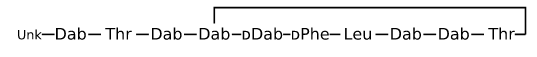 Unk—Dab— Thr —Dab—Dab—DDab—DPhe— Leu —Dab—Dab— Thr